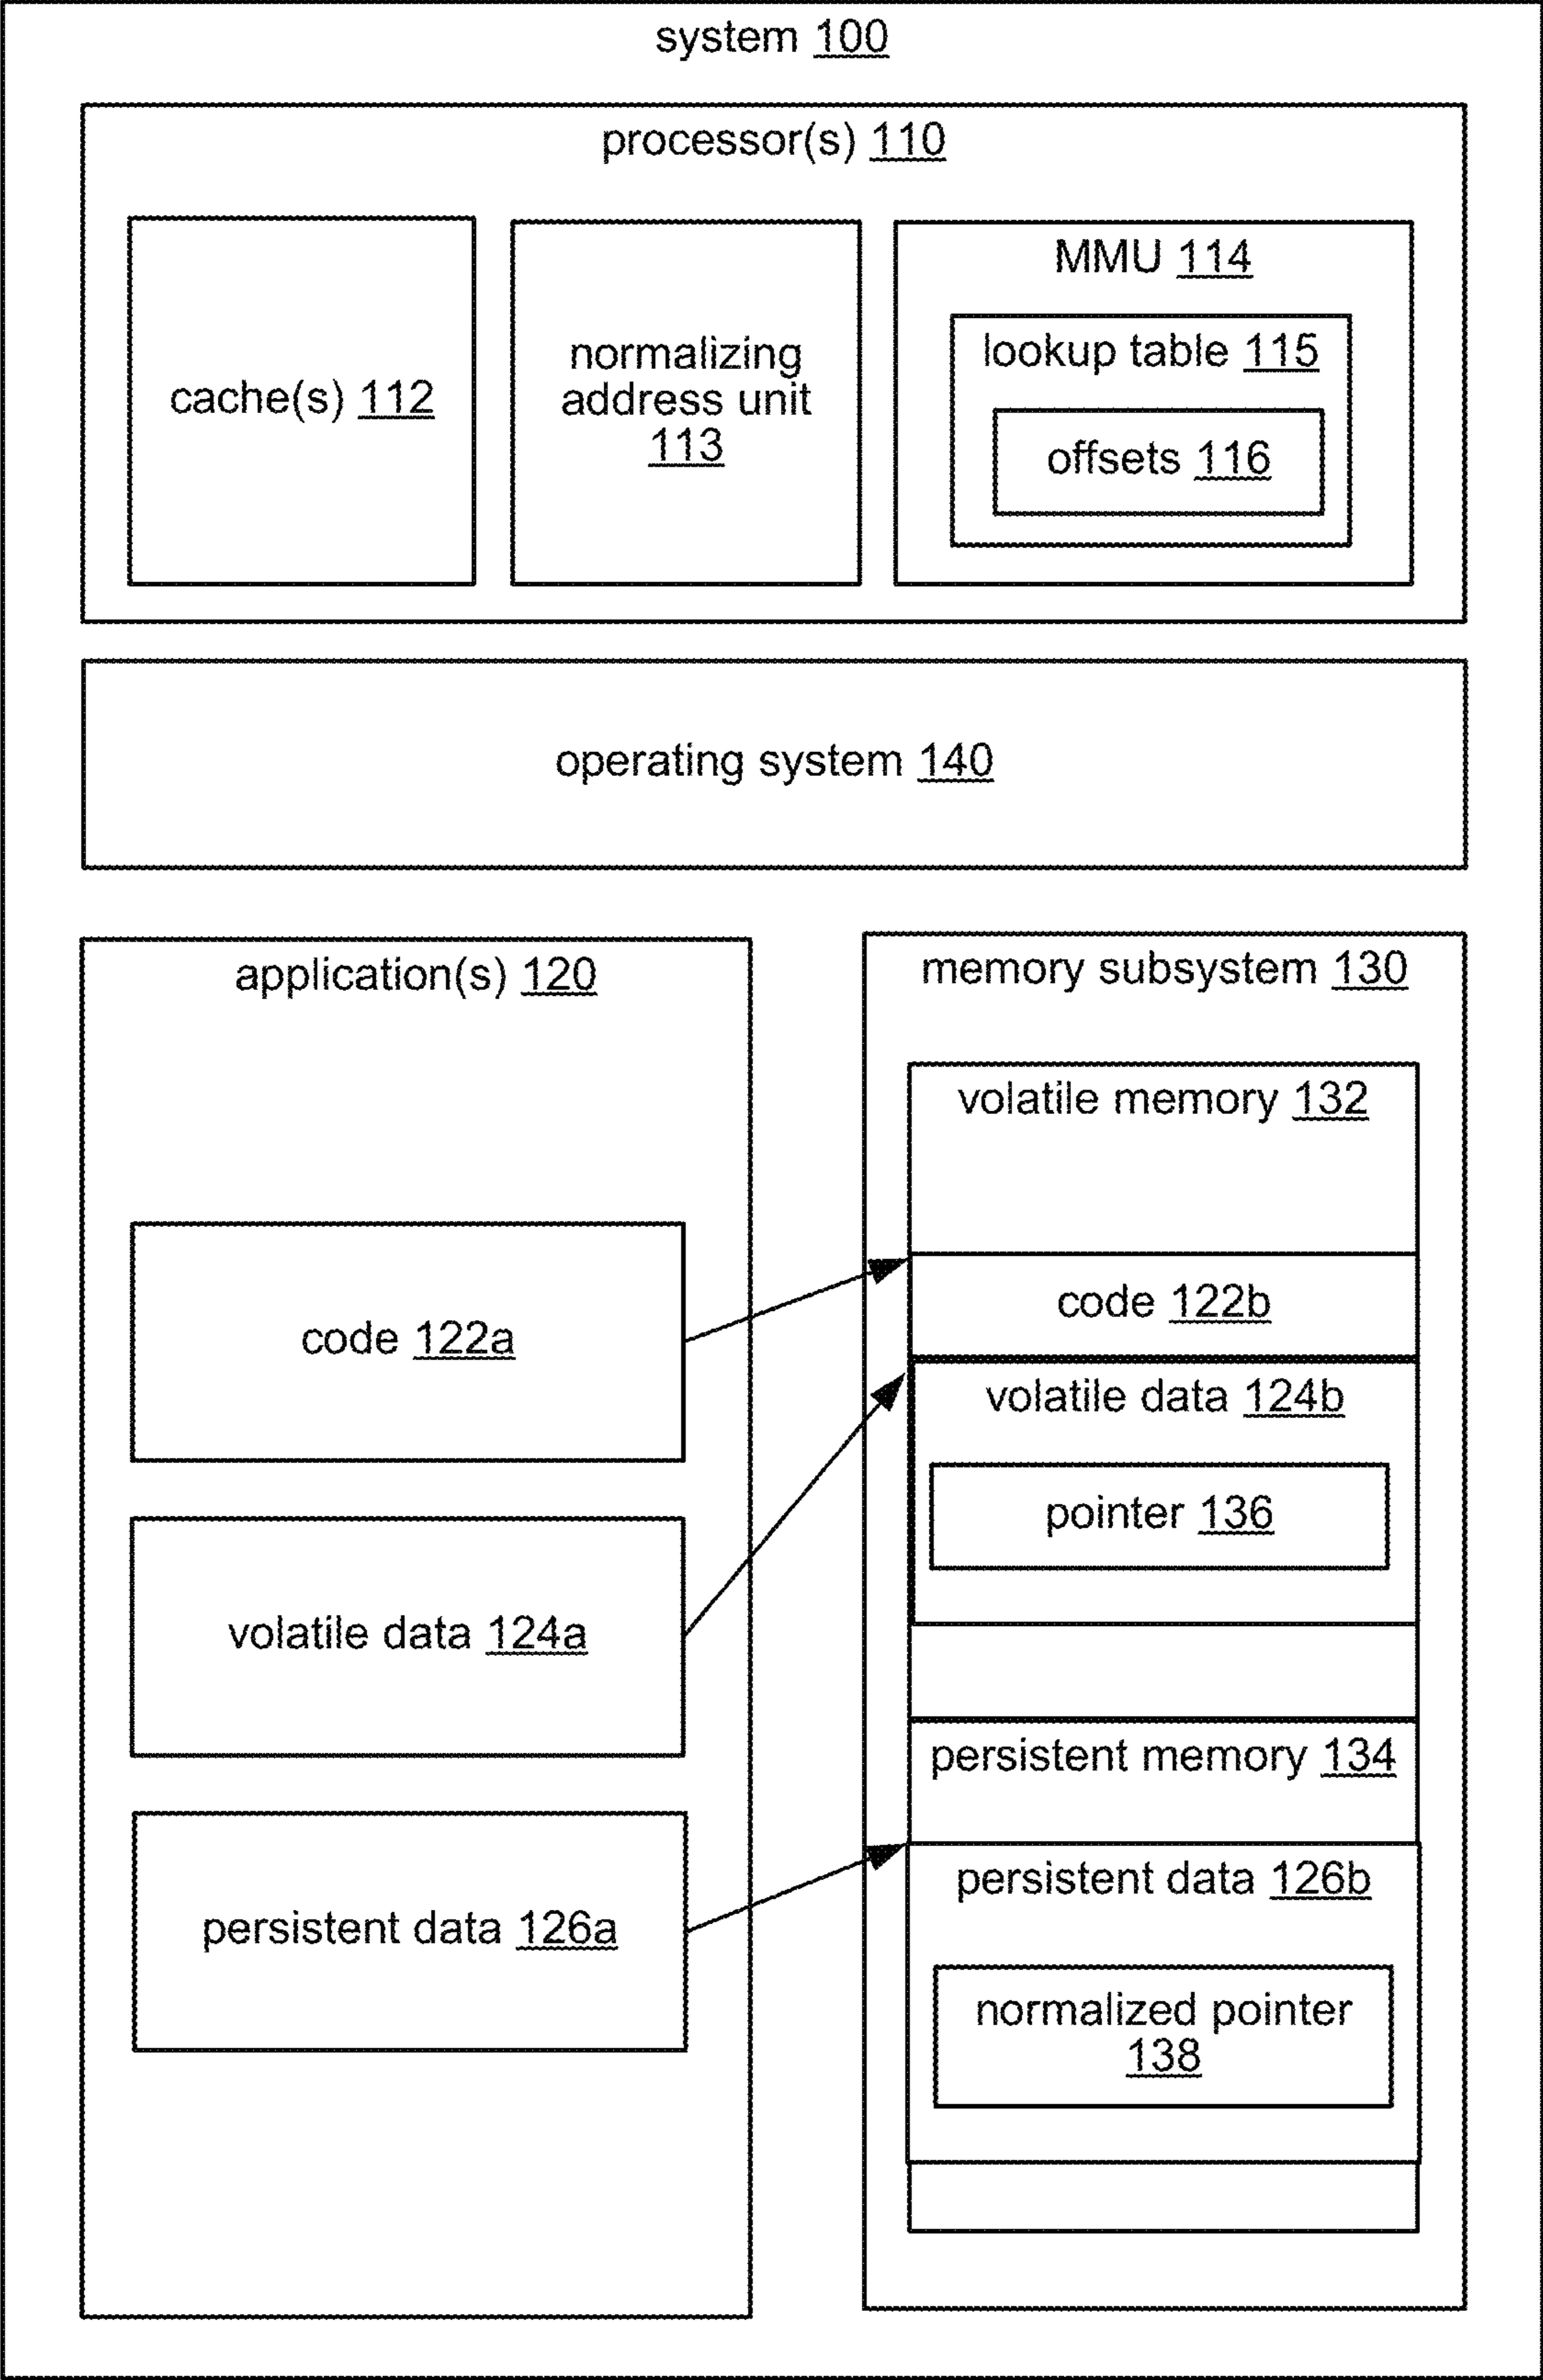 system 100
processor(s) 110
cache(s) 112
normalizing
address unit
113
MMU 114
lookup table 115
offsets 116
operating system 140
application(s) 120
code 122a
volatile data 124a
persistent data 126a
memory subsystem 130
volatile memory 132
code 122b
volatile data 124b
pointer 136
persistent memory 134
persistent data 126b
normalized pointer
138